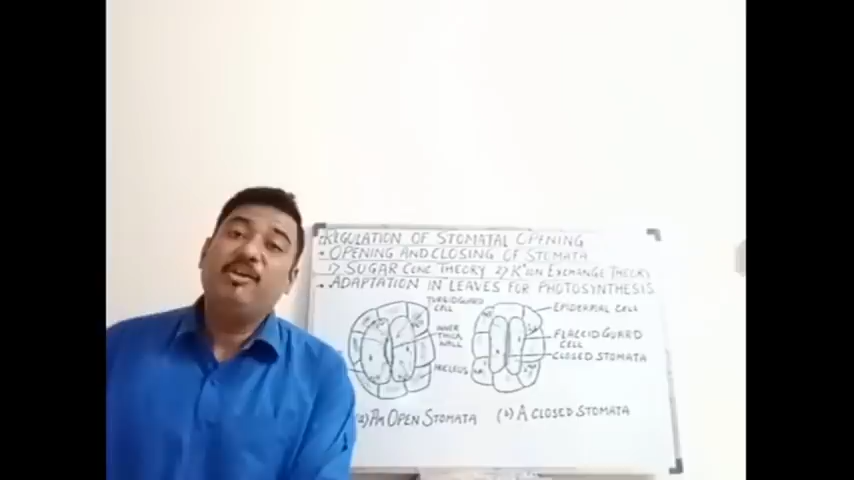 REGULATION OF STOMATAL OPENING
• OPENING AND CLOSING OF STOMATA
1) SUGAR CONC THEORY 2) K+ ION EXCHANGE THEORY
• ADAPTATION IN LEAVES FOR PHOTOSYNTHESIS
TURGID GUARD
CELL
INNER
THICK
WALL
NUCLEUS
EPIDERMAL CELL
FLACCID GUARD
CELL
CLOSED STOMATA
(a) AN OPEN STOMATA
(b) A CLOSED STOMATA